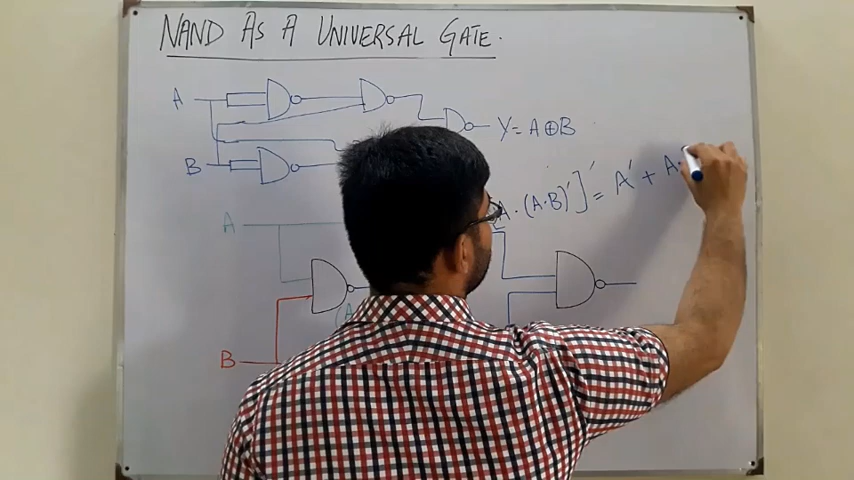 NAND AS A UNIVERSAL GATE.
A
B
Y = A⊕B
A · (A·B)']' = A' + A·
A
(A
B